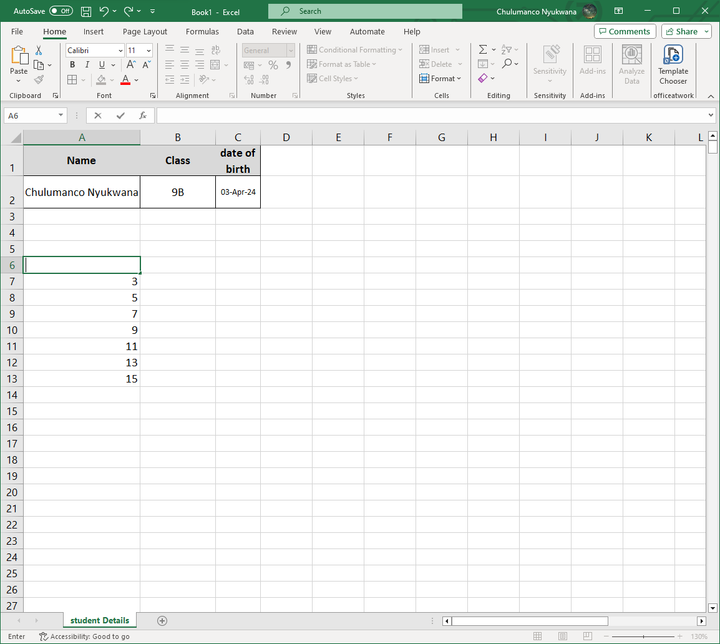 AutoSave Off Book1 - Excel Search Chulumanco Nyukwana
File Home Insert Page Layout Formulas Data Review View Automate Help Comments Share
Paste Calibri 11 General Conditional Formatting Insert Sensitivity Add-ins Analyze Data Template Chooser
B I U A A % Format as Table Delete
A Cell Styles Format
Clipboard Font Alignment Number Styles Cells Editing Sensitivity Add-ins officeatwork
A6 fx
A B C D E F G H I J K L
1 Name Class date of birth
2 Chulumanco Nyukwana 9B 03-Apr-24
3
4
5
6
7 3
8 5
9 7
10 9
11 11
12 13
13 15
14
15
16
17
18
19
20
21
22
23
24
25
26
27
student Details
Enter Accessibility: Good to go 130%